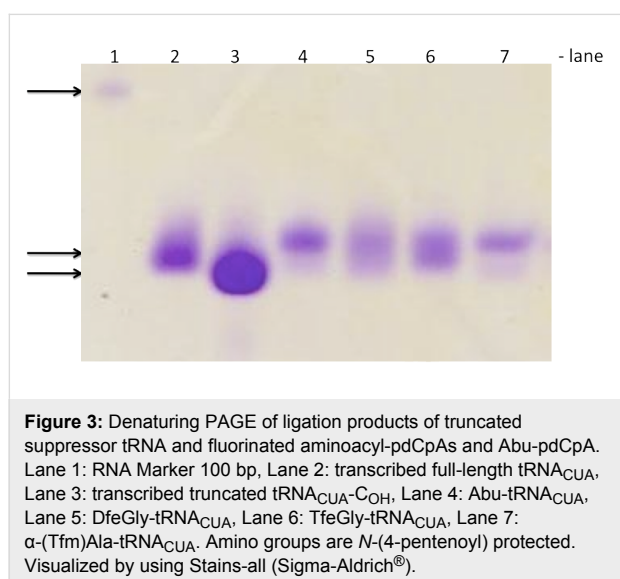 1 2 3 4 5 6 7 - lane
Figure 3: Denaturing PAGE of ligation products of truncated
suppressor tRNA and fluorinated aminoacyl-pdCpAs and Abu-pdCpA.
Lane 1: RNA Marker 100 bp, Lane 2: transcribed full-length tRNACUA,
Lane 3: transcribed truncated tRNACUA-COH, Lane 4: Abu-tRNACUA,
Lane 5: DfeGly-tRNACUA, Lane 6: TfeGly-tRNACUA, Lane 7:
α-(Tfm)Ala-tRNACUA. Amino groups are N-(4-pentenoyl) protected.
Visualized by using Stains-all (Sigma-Aldrich®).